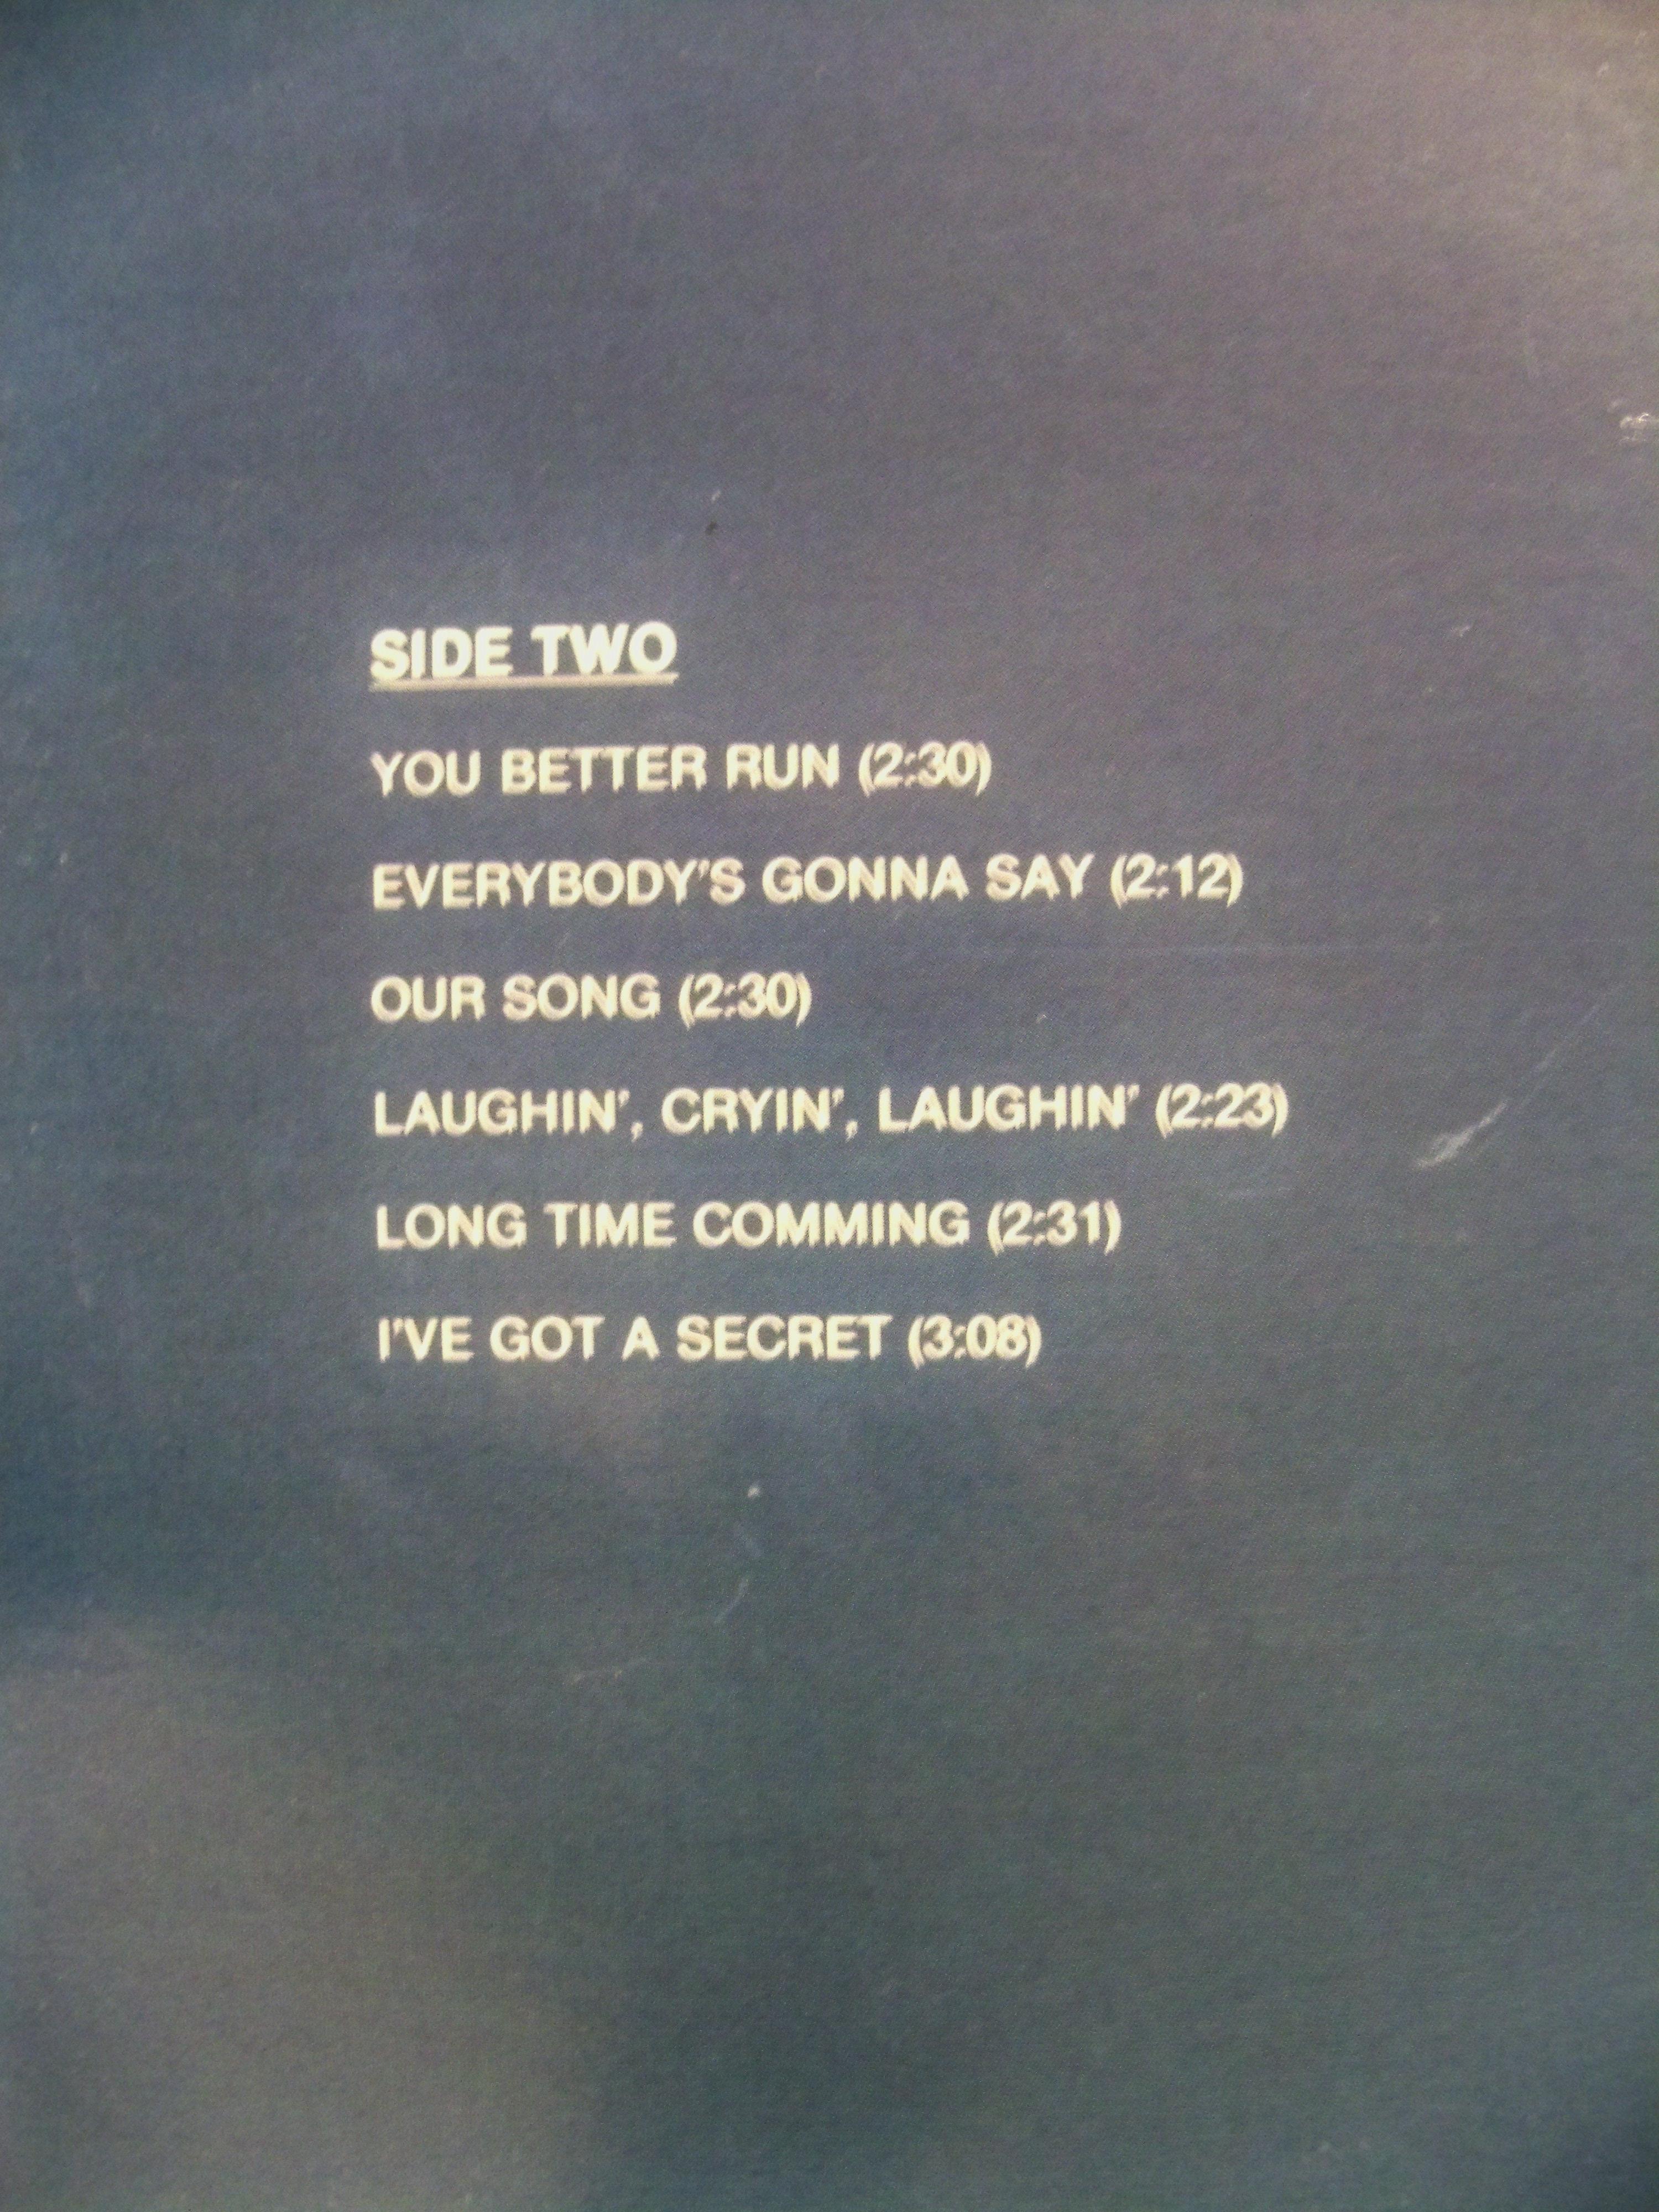 SIDE TWO
YOU BETTER RUN (2:30)
EVERYBODY'S GONNA SAY (2:12)
OUR SONG (2:30)
LAUGHIN', CRYIN', LAUGHIN' (2:23)
LONG TIME COMMING (2:31)
I'VE GOT A SECRET (3:08)